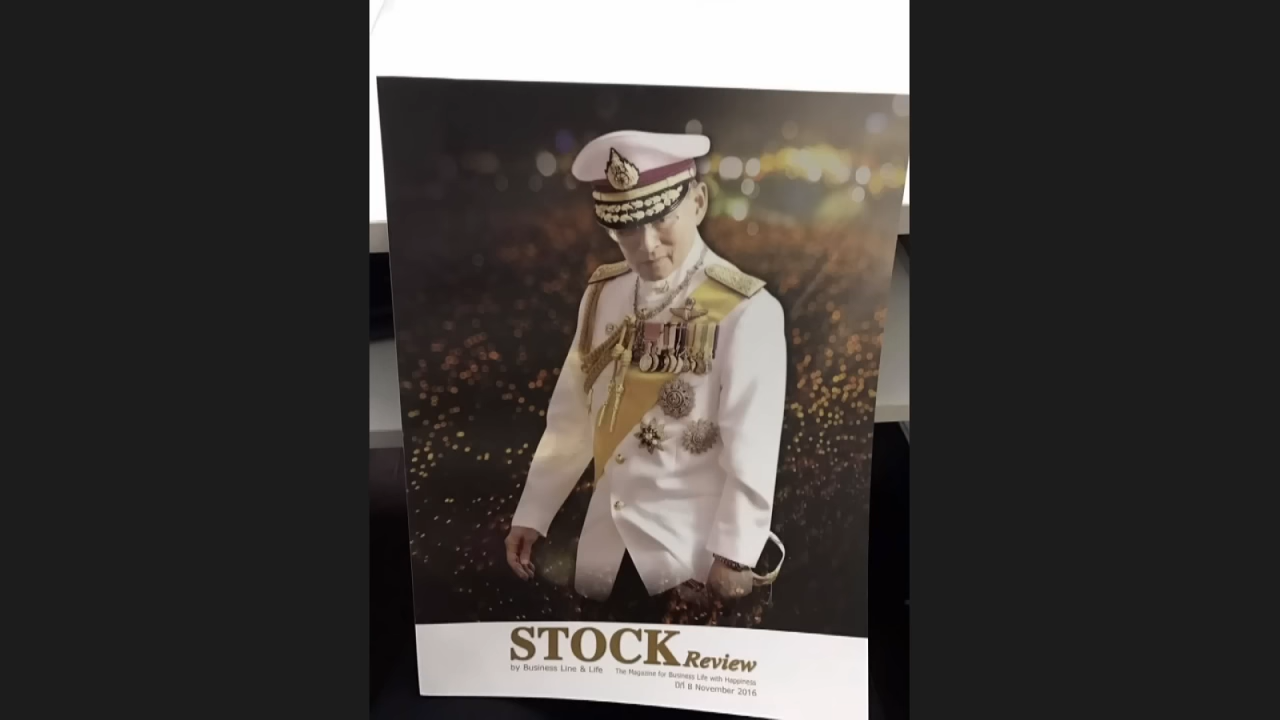 STOCK Review
by Business Line & Life The Magazine for Business Life with Happiness
ปีที่ 8 November 2016